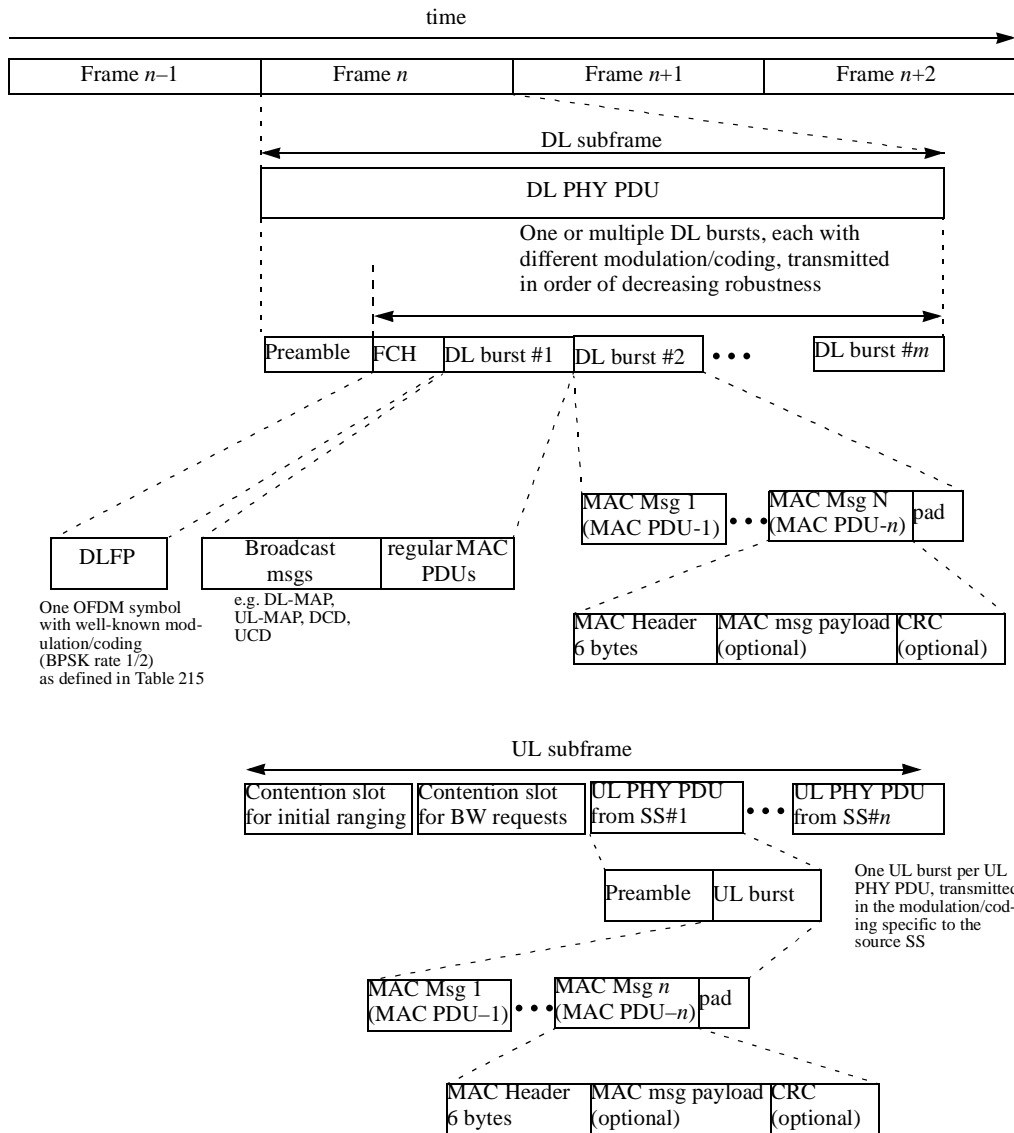 time
Frame n–1
Frame n
Frame n+1
Frame n+2
DL subframe
DL PHY PDU
One or multiple DL bursts, each with
different modulation/coding, transmitted
in order of decreasing robustness
Preamble
FCH
DL burst #1
DL burst #2
DL burst #m
MAC Msg 1
(MAC PDU-1)
MAC Msg N
(MAC PDU-n)
pad
DLFP
Broadcast
msgs
regular MAC
PDUs
One OFDM symbol
with well-known mod-
ulation/coding
(BPSK rate 1/2)
as defined in Table 215
e.g. DL-MAP,
UL-MAP, DCD,
UCD
MAC Header
6 bytes
MAC msg payload
(optional)
CRC
(optional)
UL subframe
Contention slot
for initial ranging
Contention slot
for BW requests
UL PHY PDU
from SS#1
UL PHY PDU
from SS#n
Preamble
UL burst
One UL burst per UL
PHY PDU, transmitted
in the modulation/cod-
ing specific to the
source SS
MAC Msg 1
(MAC PDU–1)
MAC Msg n
(MAC PDU–n)
pad
MAC Header
6 bytes
MAC msg payload
(optional)
CRC
(optional)